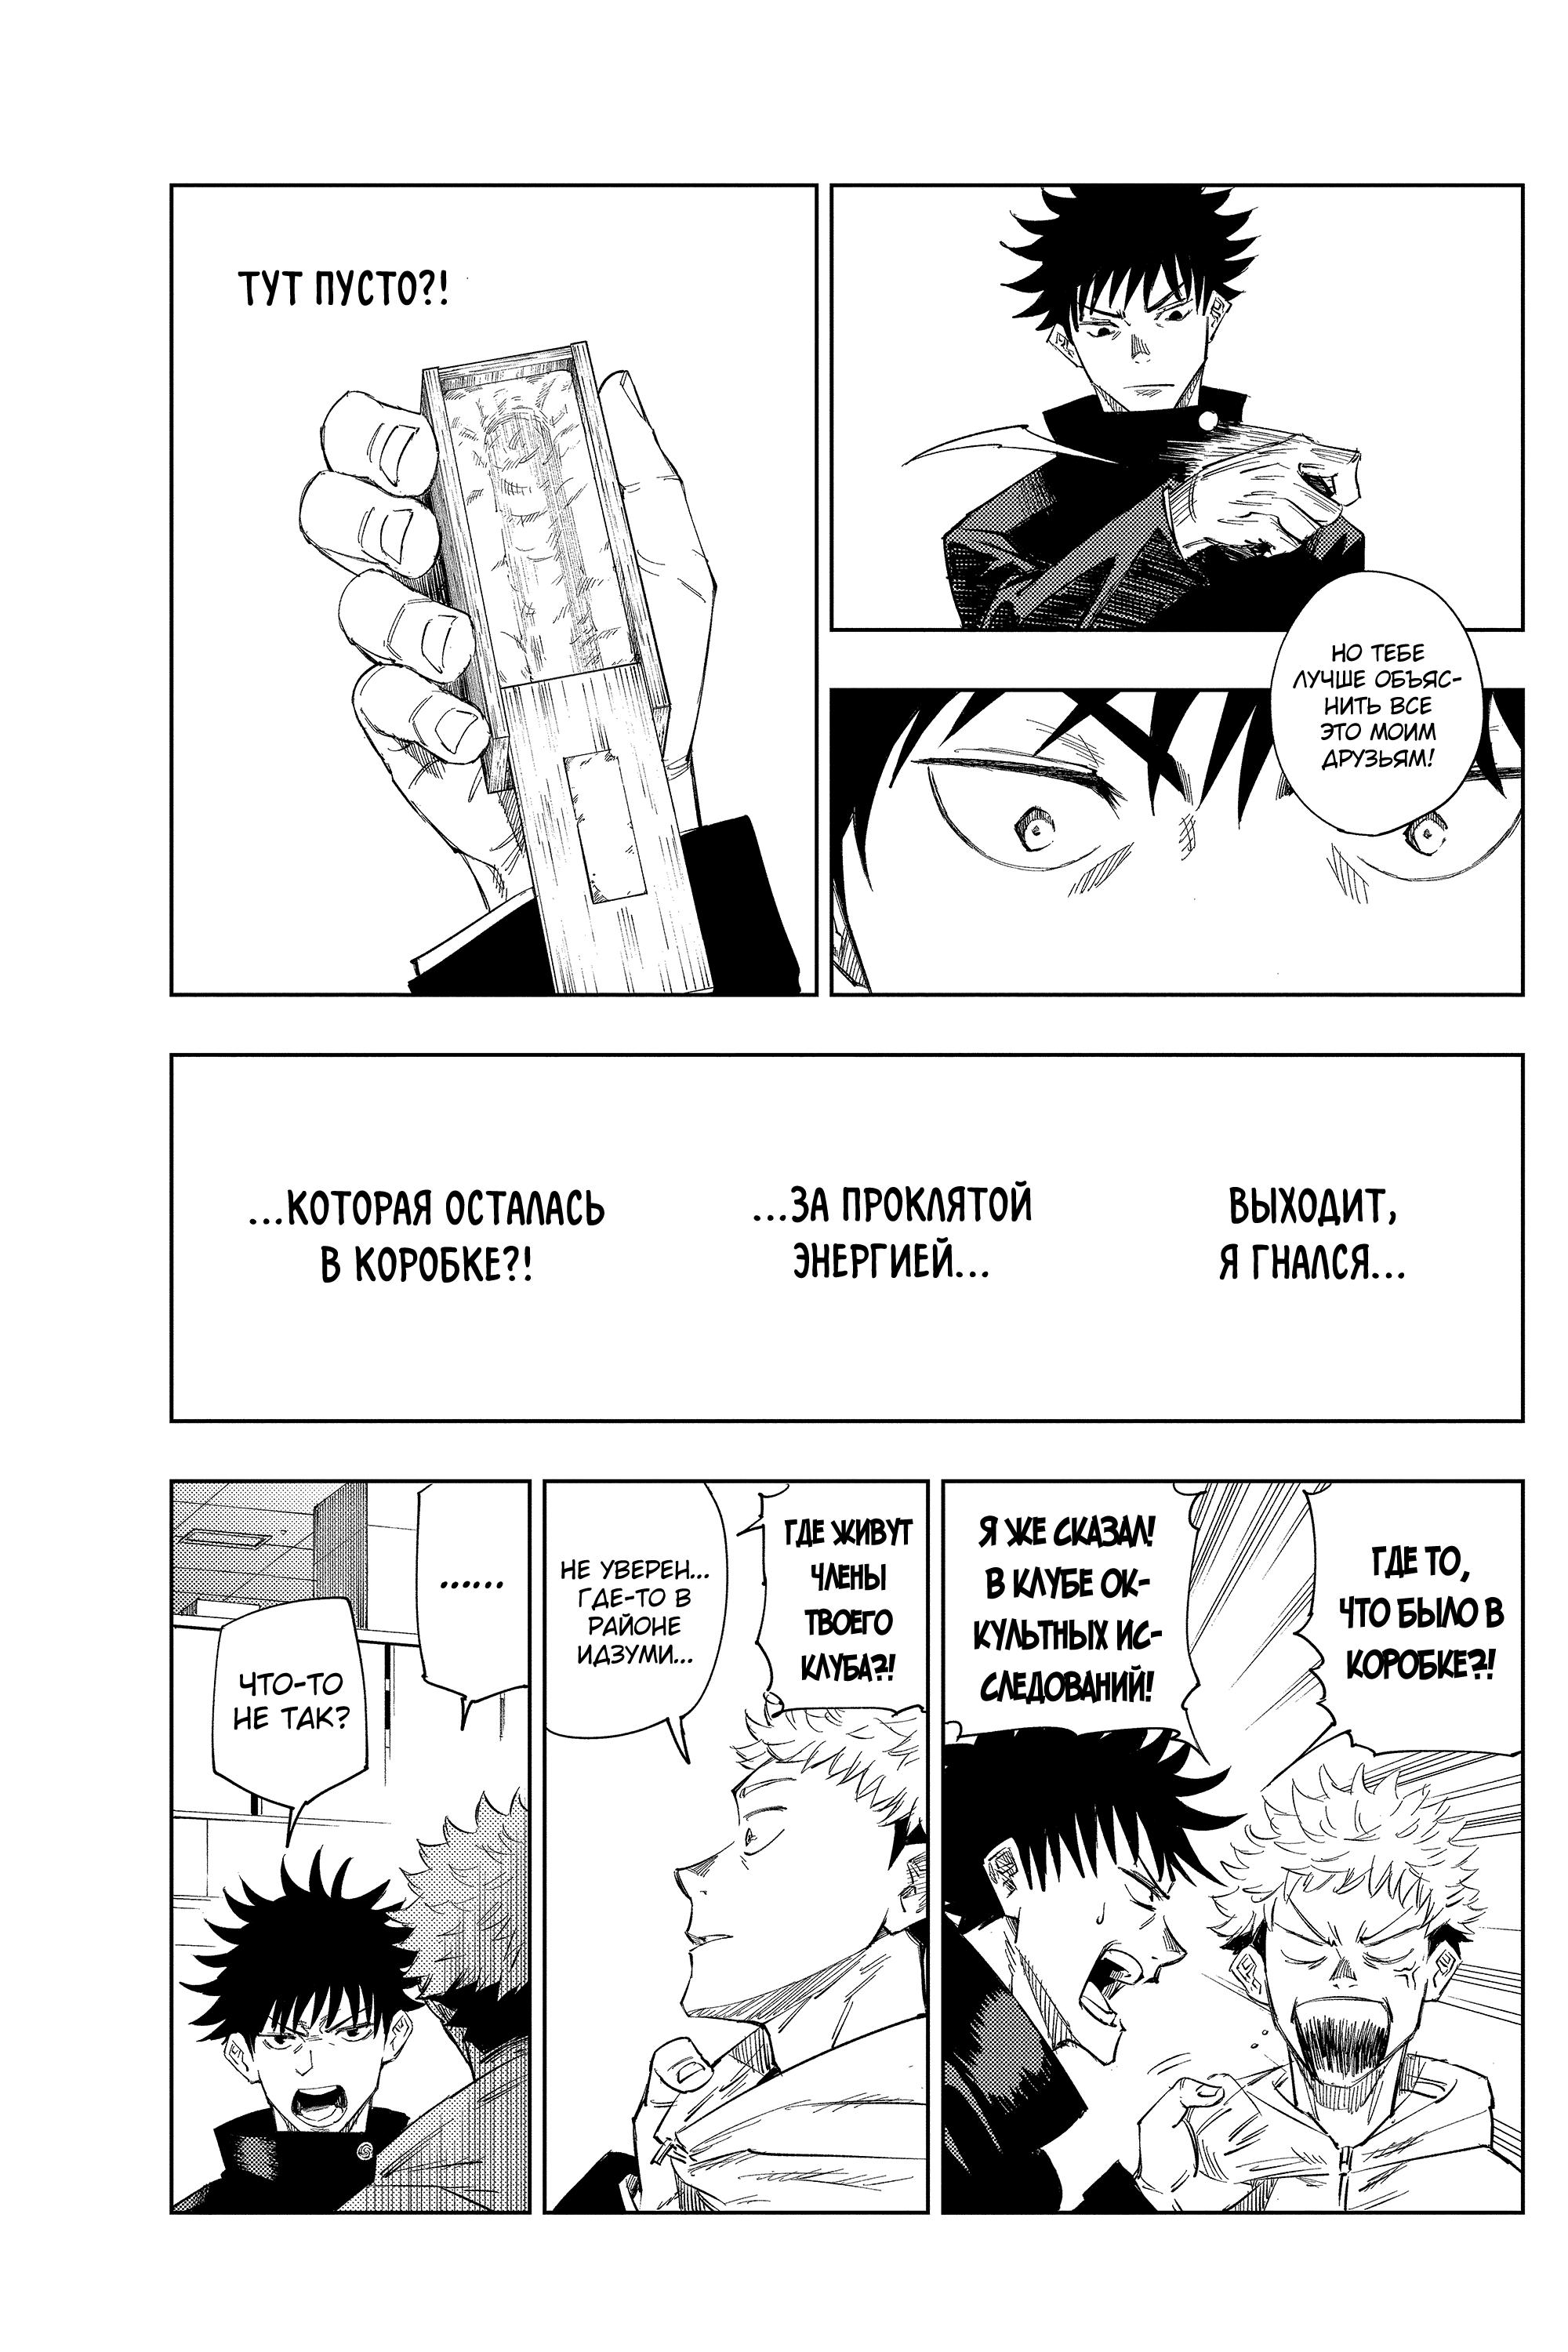 НО ТЕБЕ
ЛУЧШЕ ОБЪЯС-
НИТЬ ВСЕ
ЭТО МОИМ
ДРУЗЬЯМ!
ТУТ ПУСТО?!
ВЫХОДИТ,
Я ГНАЛСЯ...
...ЗА ПРОКЛЯТОЙ
ЭНЕРГИЕЙ...
...КОТОРАЯ ОСТАЛАСЬ
В КОРОБКЕ?!
ГДЕ ТО,
ЧТО БЫЛО В
КОРОБКЕ?!
Я ЖЕ СКАЗАЛ!
В КЛУБЕ ОК-
КУЛЬТНЫХ ИС-
СЛЕДОВАНИЙ!
ГДЕ ЖИВУТ
ЧЛЕНЫ
ТВОЕГО
КЛУБА?!
НЕ УВЕРЕН...
ГДЕ-ТО В
РАЙОНЕ
ИДЗУМИ...
......
ЧТО-ТО
НЕ ТАК?